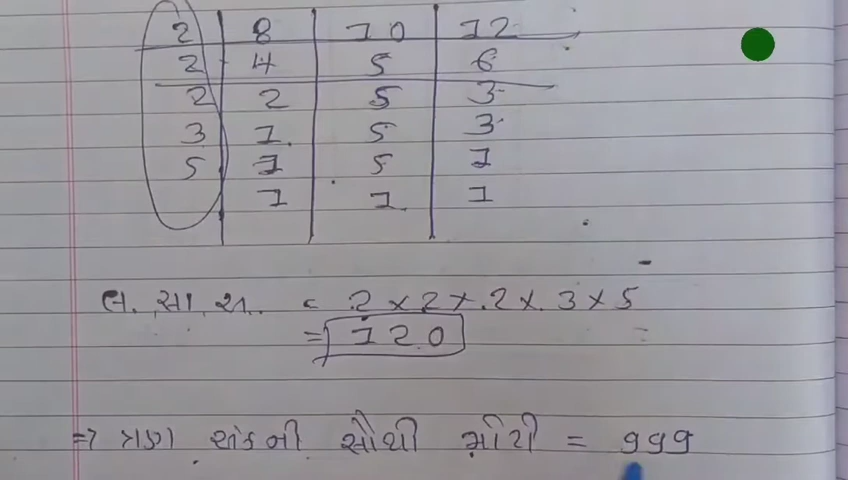 2 8 10 12
2 4 5 6
2 2 5 3
3 1 5 3
5 1 5 1
1 1 1
લ. સા. અ. = 2 × 2 × 2 × 3 × 5
= 120
⇒ ત્રણ અંકની સૌથી મોટી = 999